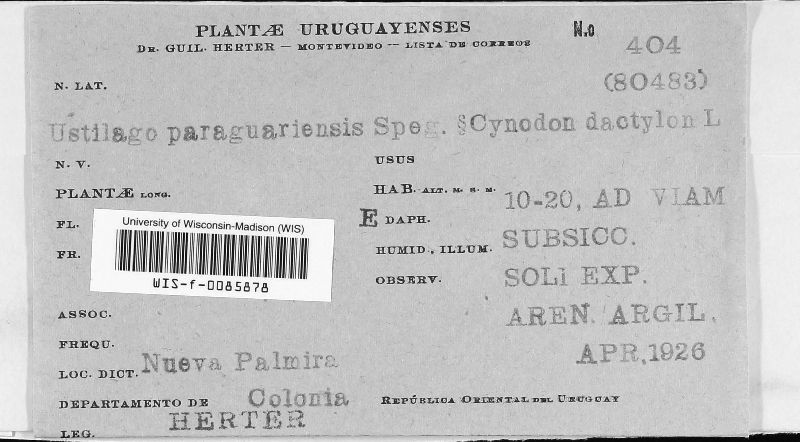 PLANTÆ URUGUAYENSES
DR. GUIL. HERTER — MONTEVIDEO — LISTA DE CORREOS
N.o 404
(80483)
N. LAT.
Ustilago paraguariensis Speg. §Cynodon dactylon L
N. V.
USUS
PLANTÆ LONG.
HAB. ALT. M. S. M. 10-20, AD VIAM
FL.
E DAPH. SUBSICC.
FR.
HUMID., ILLUM. SOLI EXP.
University of Wisconsin-Madison (WIS)
WIS-f-0085878
OBSERV. AREN. ARGIL.
APR,1926
ASSOC.
FREQU.
LOC. DICT. Nueva Palmira
DEPARTAMENTO DE Colonia REPÚBLICA ORIENTAL DEL URUGUAY
LEG. HERTER